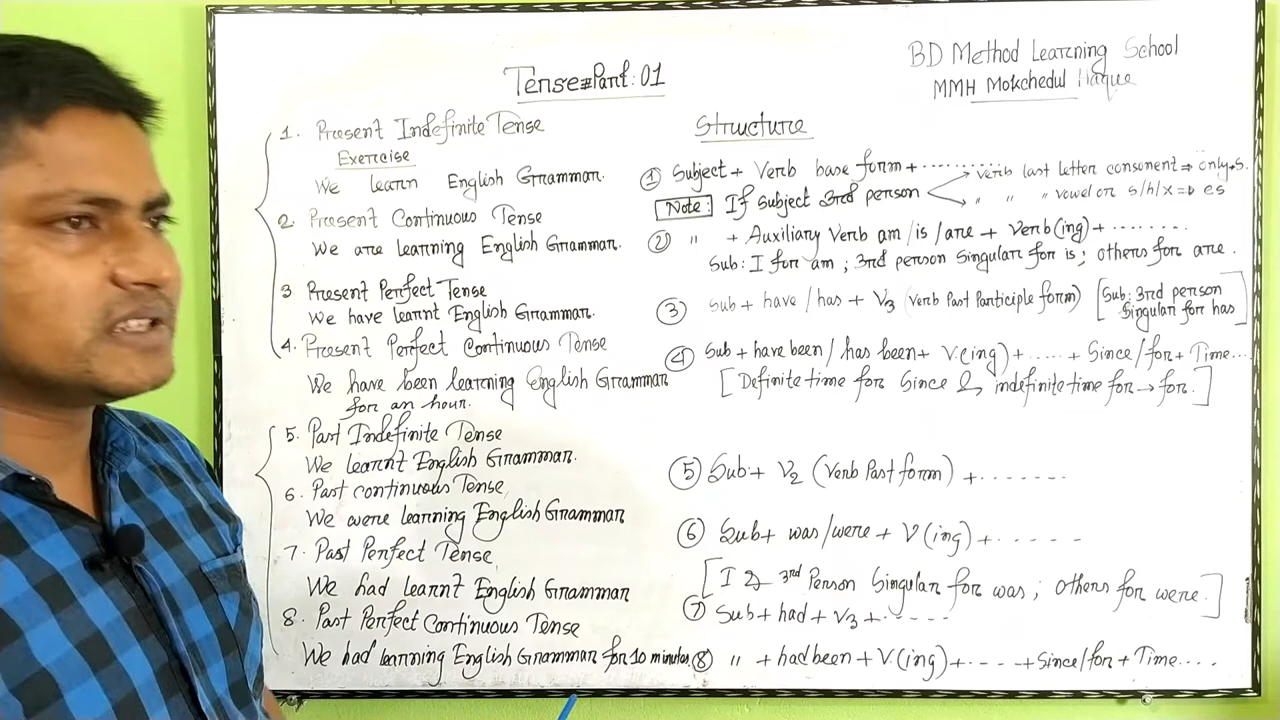 BD Method Learning School
MMH Mokchedul Haque
Tense Part: 01
1. Present Indefinite Tense
Exercise
We learn English Grammar.
2. Present Continuous Tense
We are learning English Grammar.
3 Present Perfect Tense
We have learnt English Grammar.
4. Present Perfect Continuous Tense
We have been learning English Grammar
for an hour.
5. Past Indefinite Tense
We learnt English Grammar.
6. Past continuous Tense
We were learning English Grammar
7. Past Perfect Tense
We had learnt English Grammar
8. Past Perfect Continuous Tense
We had learning English Grammar for 10 minutes.
Structure
① Subject + Verb base form + .......... verb last letter consonent ⇒ only + s.
Note: If subject 3rd person " " " vowel or s/h/x ⇒ es
② " + Auxiliary Verb am/is/are + Verb(ing) + ........
Sub: I for am ; 3rd person Singular for is; others for are.
③ Sub + have/has + V3 (Verb Past Participle form) [Sub: 3rd person
Singular for has]
④ Sub + have been/has been + V(ing) + ..... + Since/for + Time...
[Definite time for Since & indefinite time for → for.]
⑤ Sub + V2 (Verb Past form) + .......
⑥ Sub + was/were + V(ing) + .....
[I & 3rd Person Singular for was; others for were.]
⑦ Sub + had + V3 + .....
⑧ " + had been + V(ing) + .... + Since/for + Time....